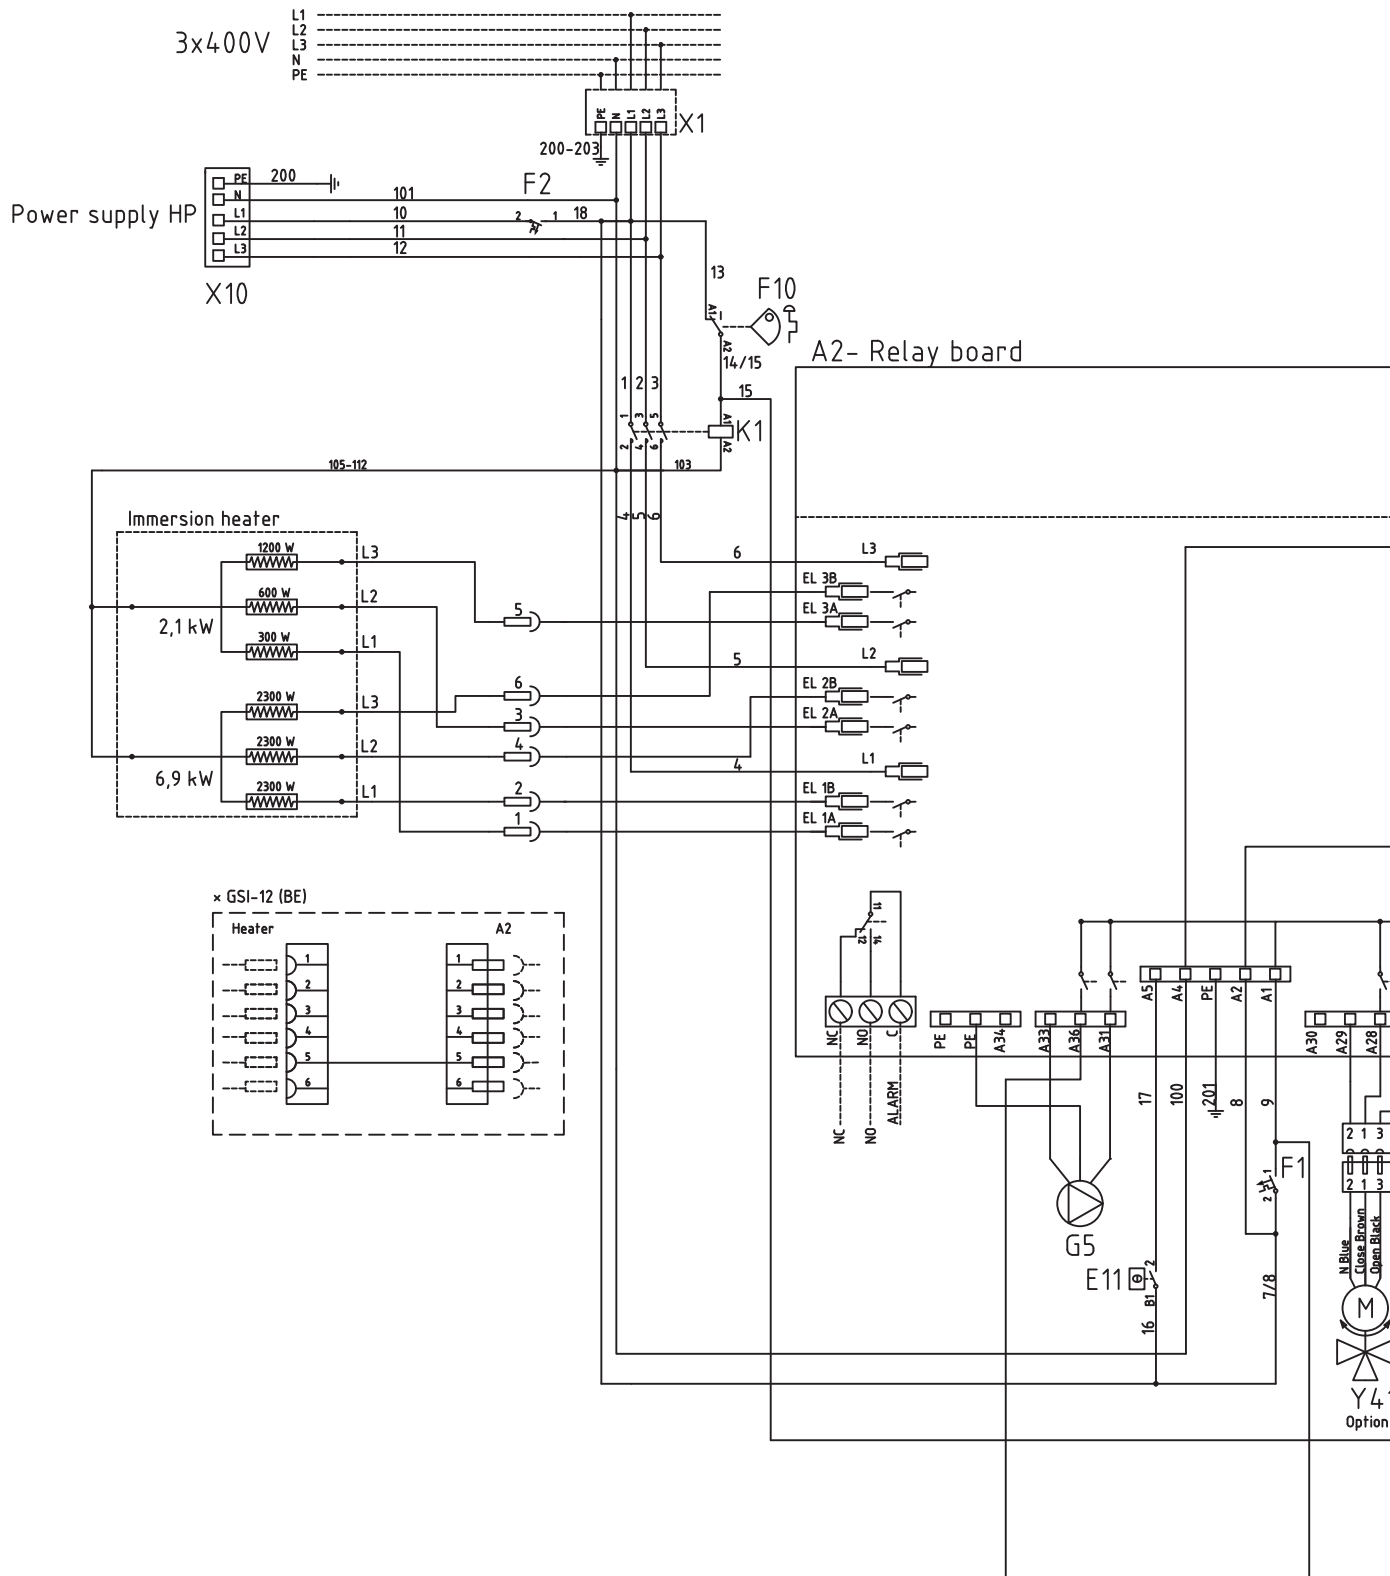 L1
L2
3x400V
L3
N
PE
PE N L1 L2 L3
X1
200-203
PE
200
F2
N
101
Power supply HP
L1
10
2
1
18
L2
11
L3
12
13
X10
F10
A1
A2
14/15
A2- Relay board
1 2 3
15
1 3 5
A1
K1
2 4 6
A2
105-112
103
4 5 6
Immersion heater
1200 W
L3
6
L3
EL 3B
600 W
L2
5
EL 3A
2,1 kW
300 W
L1
5
L2
6
EL 2B
2300 W
L3
3
EL 2A
2300 W
L2
4
4
L1
6,9 kW
2300 W
L1
2
EL 1B
1
EL 1A
× GSI-12 (BE)
Heater
A2
1
1
2
2
3
3
4
4
5
5
6
6
11
12
14
NC
NO
C
PE
PE
A34
A33
A36
A31
A5
A4
PE
A2
A1
A30
A29
A28
NC
NO
ALARM
17
100
201
8
9
2 1 3
1
F1
2
2 1 3
G5
N Blue
Close Brown
Open Black
E11
Θ
2
B1
16
7/8
M
Y41
Option